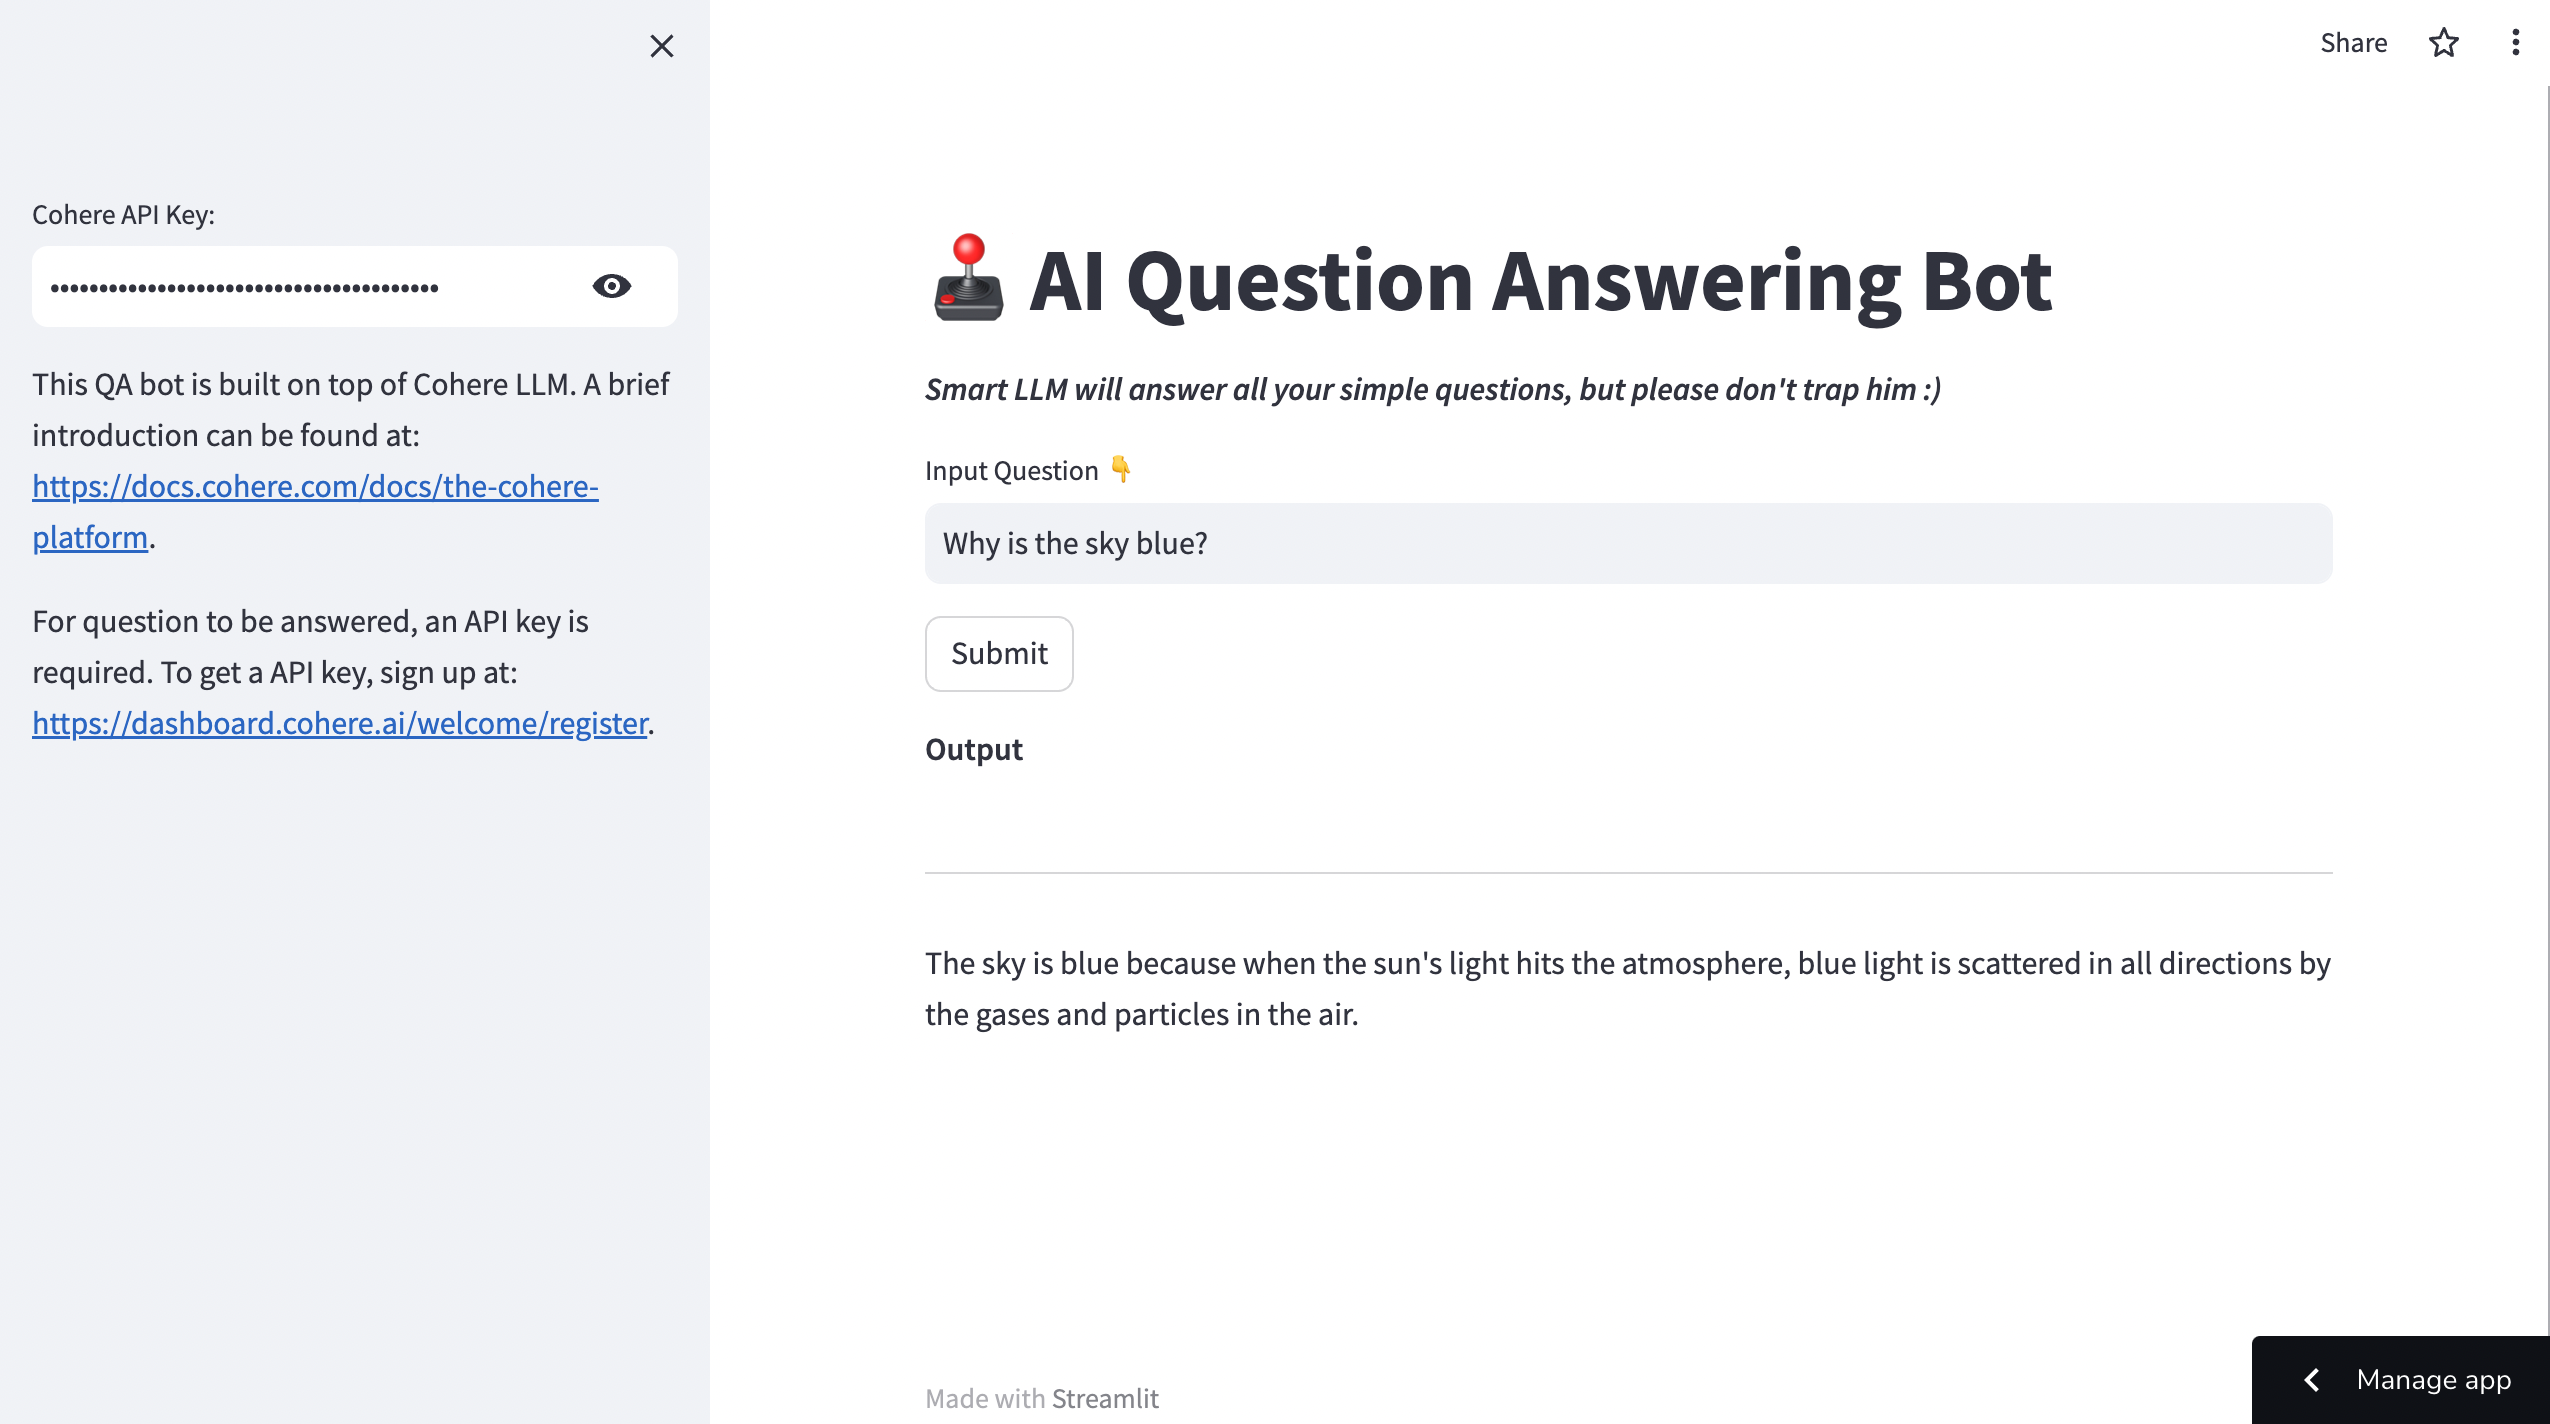 Share
Cohere API Key:
••••••••••••••••••••••••••••••••••••••••
This QA bot is built on top of Cohere LLM. A brief
introduction can be found at:
https://docs.cohere.com/docs/the-cohere-
platform.
For question to be answered, an API key is
required. To get a API key, sign up at:
https://dashboard.cohere.ai/welcome/register.
🕹️ AI Question Answering Bot
Smart LLM will answer all your simple questions, but please don't trap him :)
Input Question 👇
Why is the sky blue?
Submit
Output
The sky is blue because when the sun's light hits the atmosphere, blue light is scattered in all directions by
the gases and particles in the air.
Made with Streamlit
Manage app